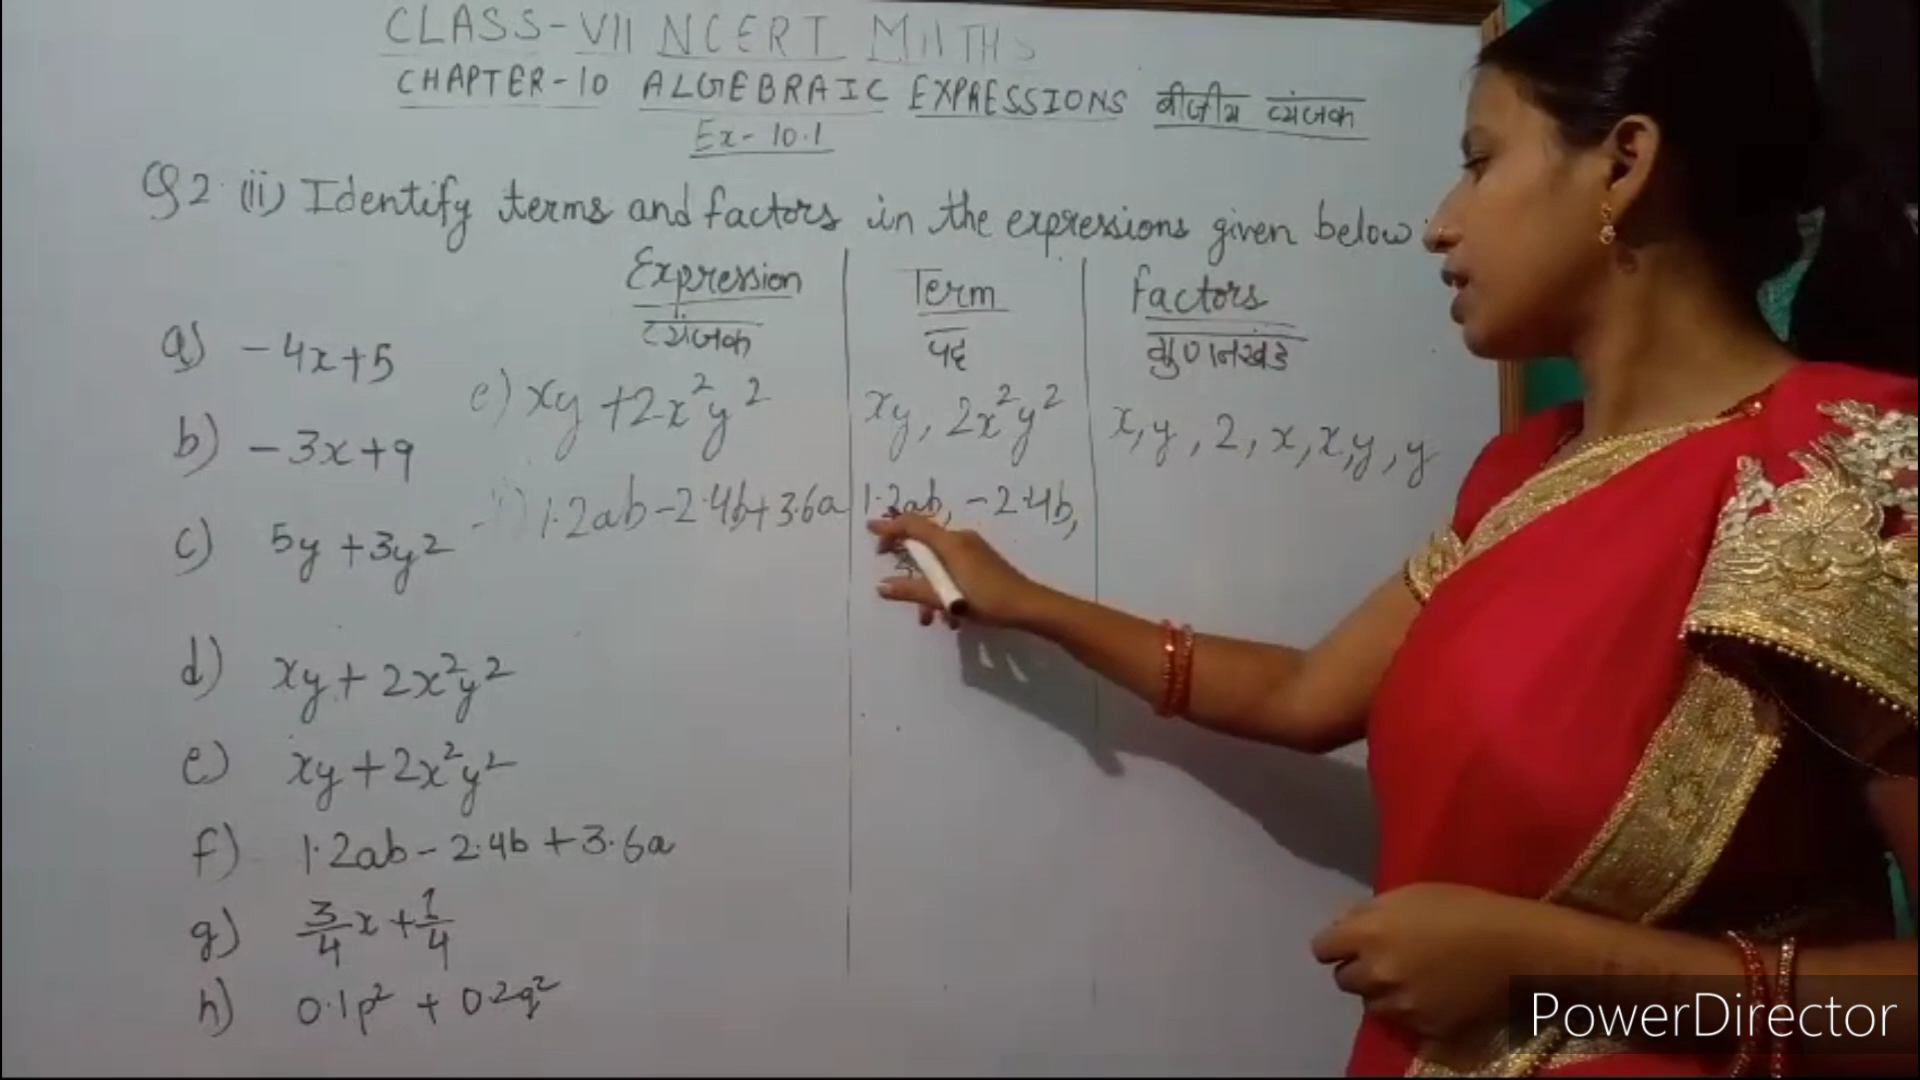 CLASS-VII NCERT MATHS
CHAPTER-10 ALGEBRAIC EXPRESSIONS बीजीय व्यंजक
Ex-10.1
Q2 (ii) Identify terms and factors in the expressions given below:
Expression Term Factors
व्यंजक पद गुणनखंड
a) -4x+5
e) xy+2x²y² xy, 2x²y² x,y,2,x,x,y,y
b) -3x+9
1.2ab-2.4b+3.6a 1.2ab, -2.4b,
c) 5y+3y2
d) xy+2x²y2
e) xy+2x²y2
f) 1.2ab-2.4b+3.6a
g) 3/4x+1/4
h) 0.1p²+0.2q²
PowerDirector